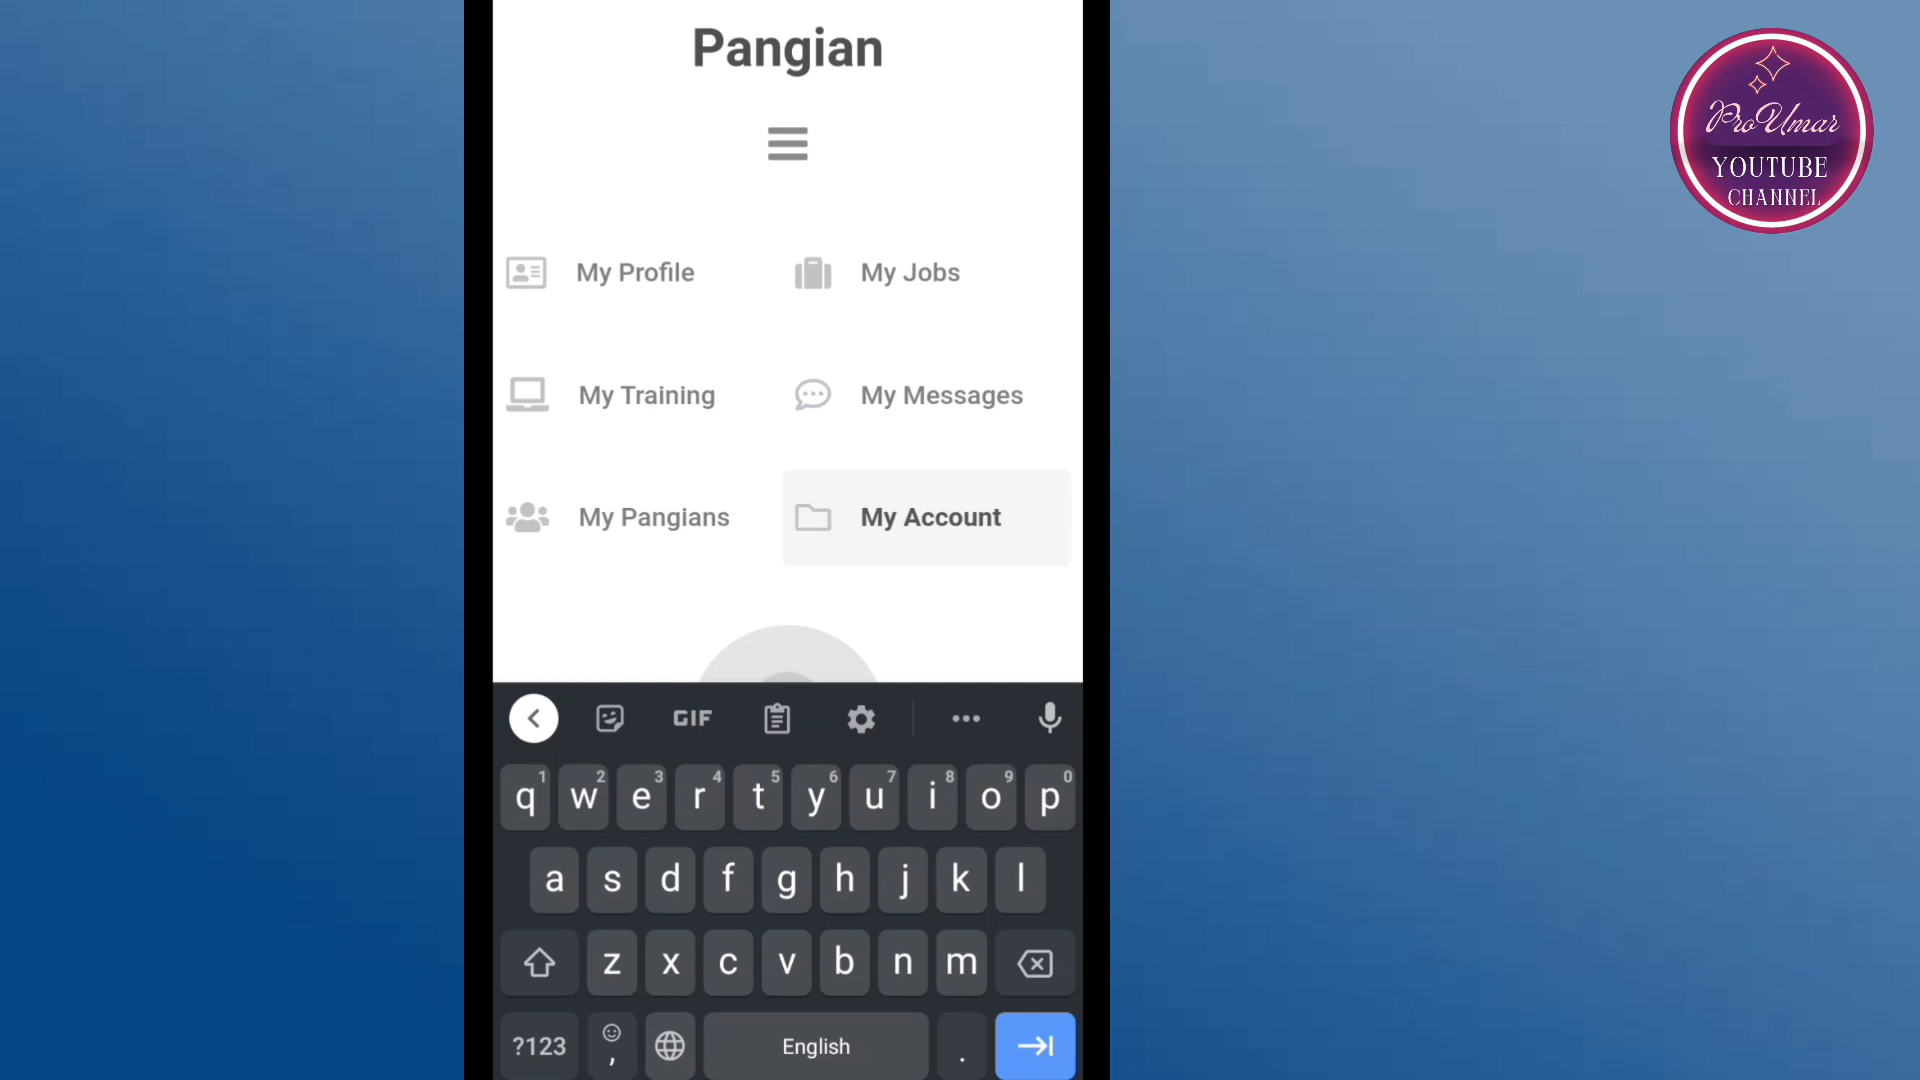 Pangian
ProUmar
YOUTUBE
CHANNEL
My Profile
My Jobs
My Training
My Messages
My Pangians
My Account
GIF
1 2 3 4 5 6 7 8 9 0
q w e r t y u i o p
a s d f g h j k l
z x c v b n m
?123 , English .